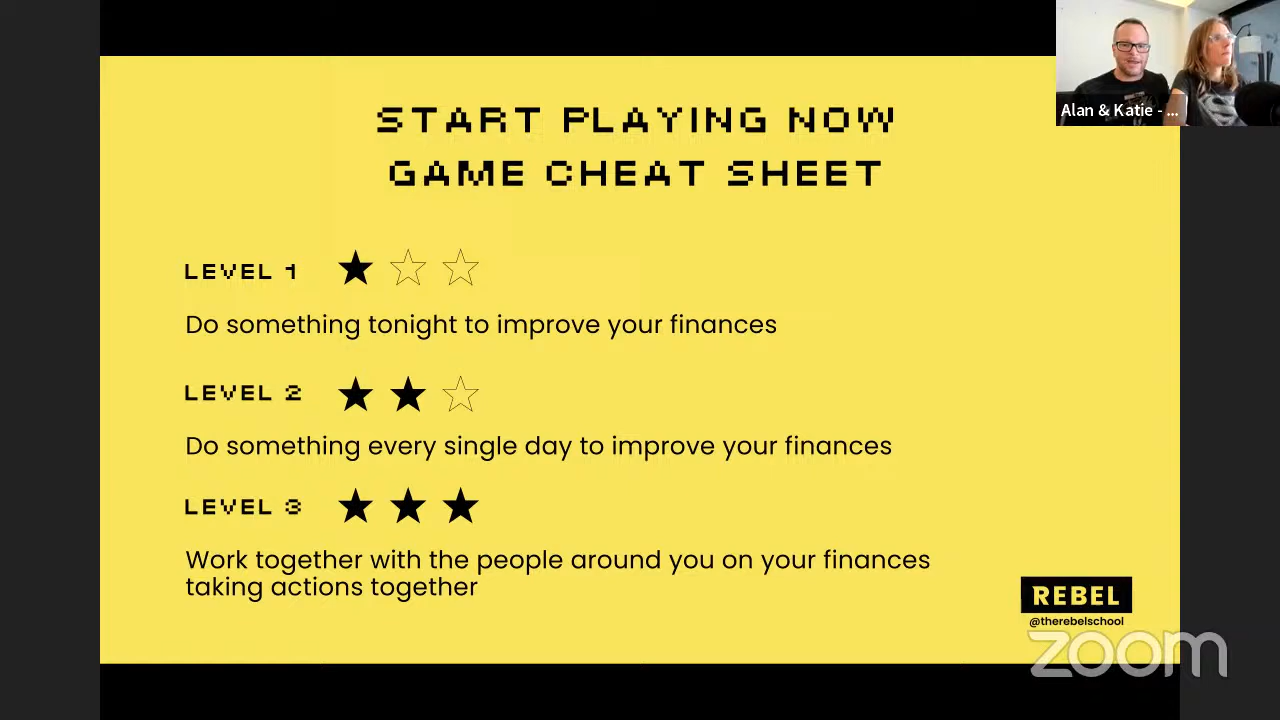 START PLAYING NOW
GAME CHEAT SHEET
LEVEL 1
Do something tonight to improve your finances
LEVEL 2
Do something every single day to improve your finances
LEVEL 3
Work together with the people around you on your finances
taking actions together
REBEL
@therebelschool
zoom
Alan & Katie - ...